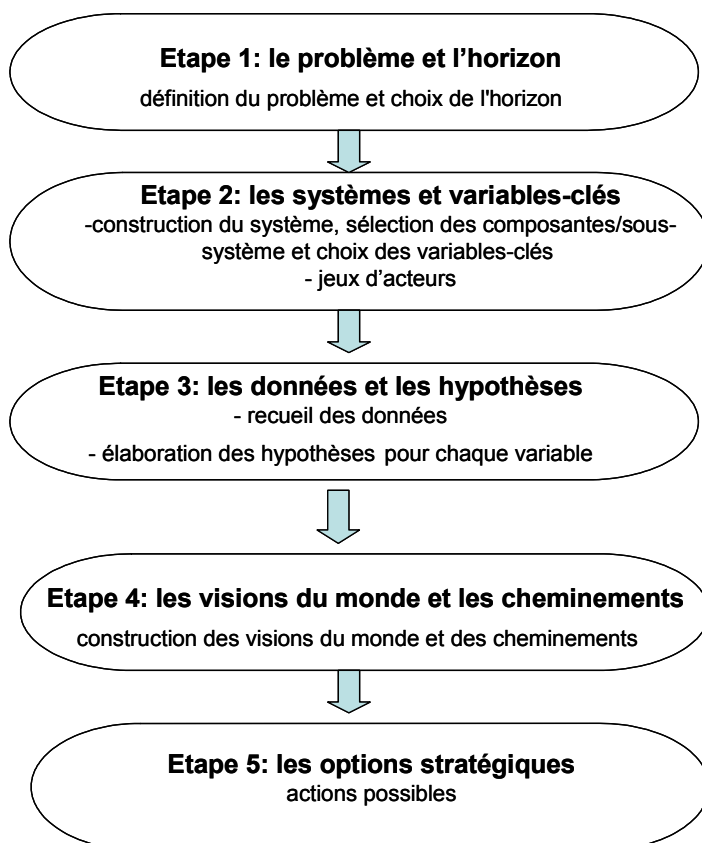 Etape 1: le problème et l’horizon
définition du problème et choix de l'horizon
Etape 2: les systèmes et variables-clés
-construction du système, sélection des composantes/sous-
système et choix des variables-clés
- jeux d’acteurs
Etape 3: les données et les hypothèses
- recueil des données
- élaboration des hypothèses pour chaque variable
Etape 4: les visions du monde et les cheminements
construction des visions du monde et des cheminements
Etape 5: les options stratégiques
actions possibles